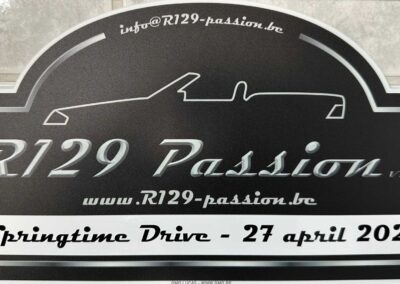 info@R129-passion.be
R129 Passion
www.R129-passion.be
Springtime Drive - 27 april 202